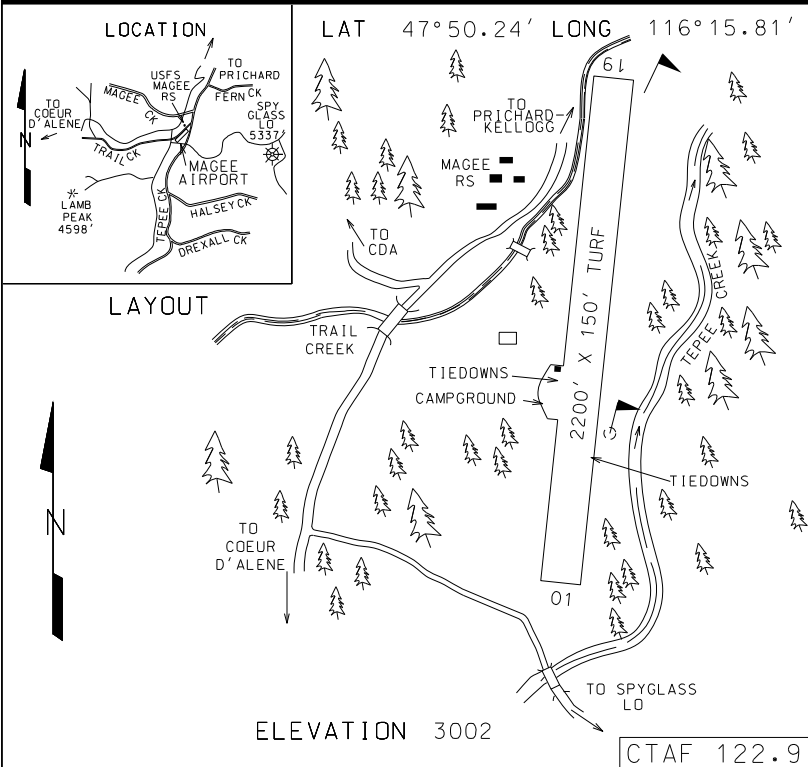 LOCATION
TO
PRICHARD
USFS
MAGEE
RS
MAGEE CK
FERN CK
SPY
GLASS
LO
5337'
TO
COEUR
D'ALENE
N
TRAIL CK
MAGEE
AIRPORT
*
LAMB
PEAK
4598'
TEPEE CK
HALSEY CK
DREXALL CK
LAT 47°50.24' LONG 116°15.81'
19
TO
PRICHARD-
KELLOGG
MAGEE
RS
TO
CDA
LAYOUT
TRAIL
CREEK
2200' X 150' TURF
TEPEE CREEK
TIEDOWNS
CAMPGROUND
TIEDOWNS
N
TO
COEUR
D'ALENE
01
TO SPYGLASS
LO
ELEVATION 3002
CTAF 122.9